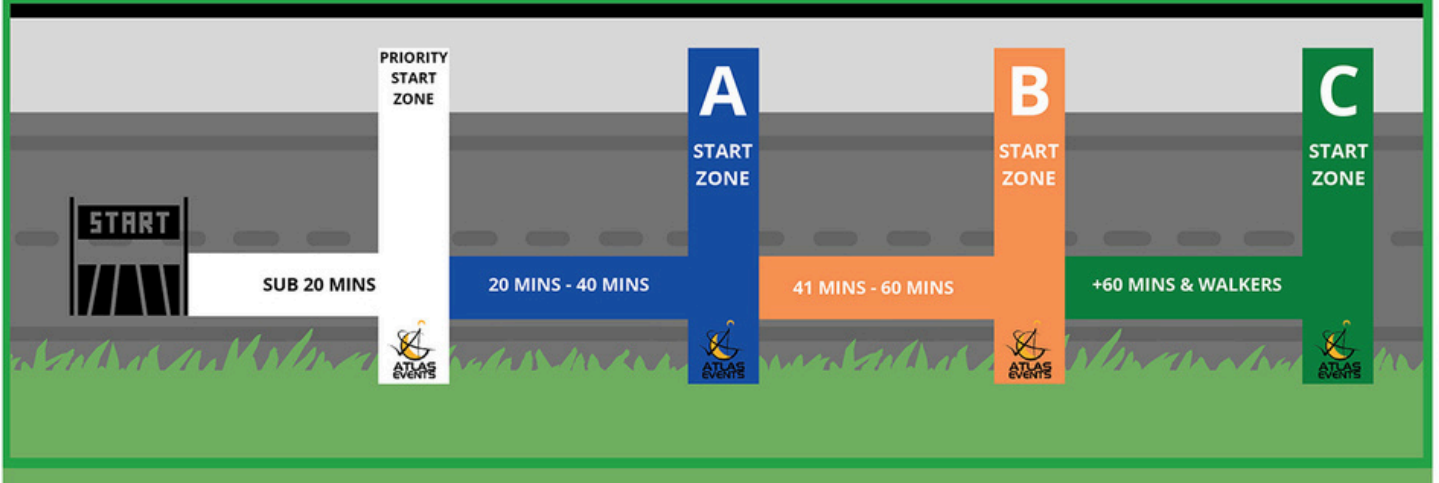 PRIORITY
START
ZONE
A
START
ZONE
B
START
ZONE
C
START
ZONE
START
SUB 20 MINS
20 MINS - 40 MINS
41 MINS - 60 MINS
+60 MINS & WALKERS
ATLAS
EVENTS
ATLAS
EVENTS
ATLAS
EVENTS
ATLAS
EVENTS